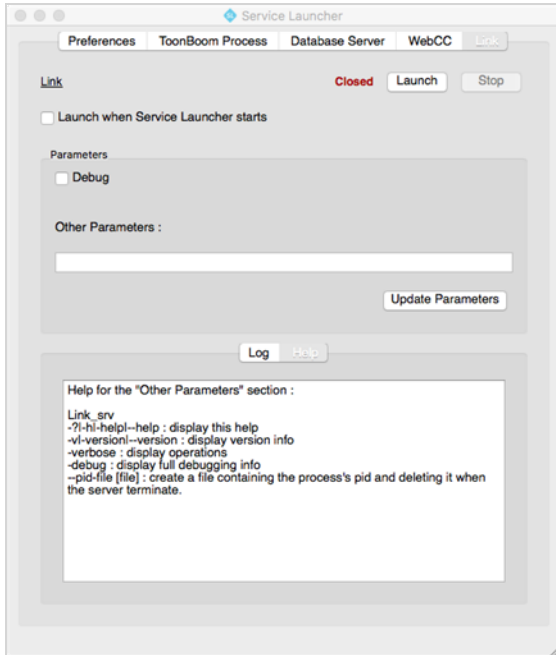 Service Launcher
Preferences ToonBoom Process Database Server WebCC Link
Link Closed Launch Stop
Launch when Service Launcher starts
Parameters
Debug
Other Parameters :
Update Parameters
Log Help
Help for the "Other Parameters" section :
Link_srv
-?|-h|-help|--help : display this help
-v|-version|--version : display version info
-verbose : display operations
-debug : display full debugging info
--pid-file [file] : create a file containing the process's pid and deleting it when
the server terminate.